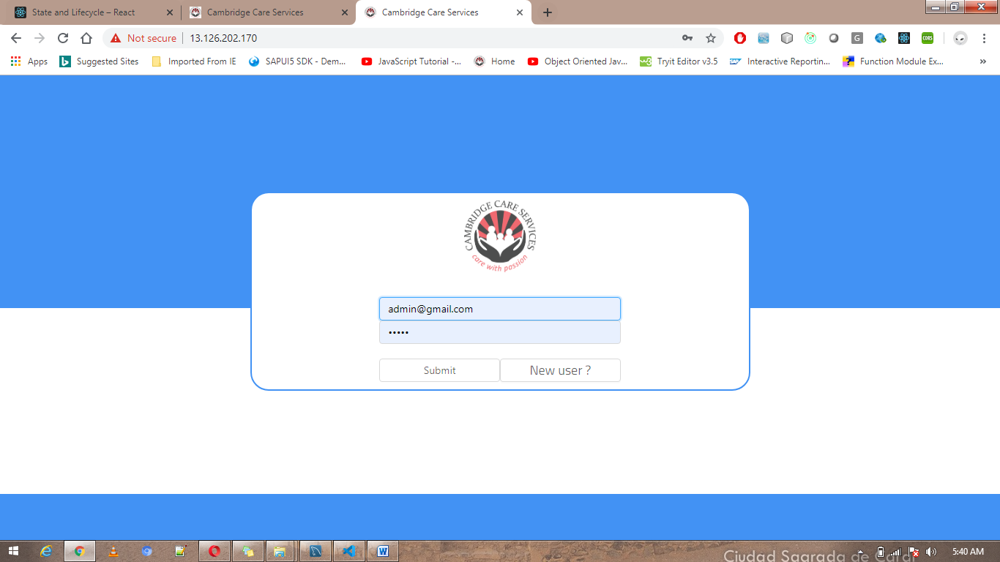 State and Lifecycle – React
Cambridge Care Services
Cambridge Care Services
Not secure
13.126.202.170
Apps
Suggested Sites
Imported From IE
SAPUI5 SDK - Dem...
JavaScript Tutorial -...
Home
Object Oriented Jav...
Tryit Editor v3.5
Interactive Reportin...
Function Module Ex...
CAMBRIDGE CARE SERVICES
care with passion
admin@gmail.com
•••••
Submit
New user ?
Ciudad Sagrada de Caral
5:40 AM